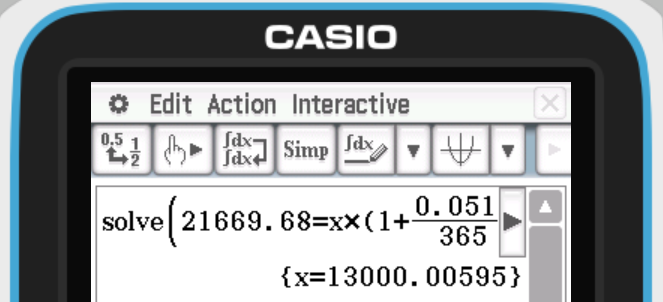 CASIO
Edit Action Interactive
0.5 1/2 ∫dx ∫dx Simp ∫dx
solve(21669.68=x×(1+0.051/365
{x=13000.00595}